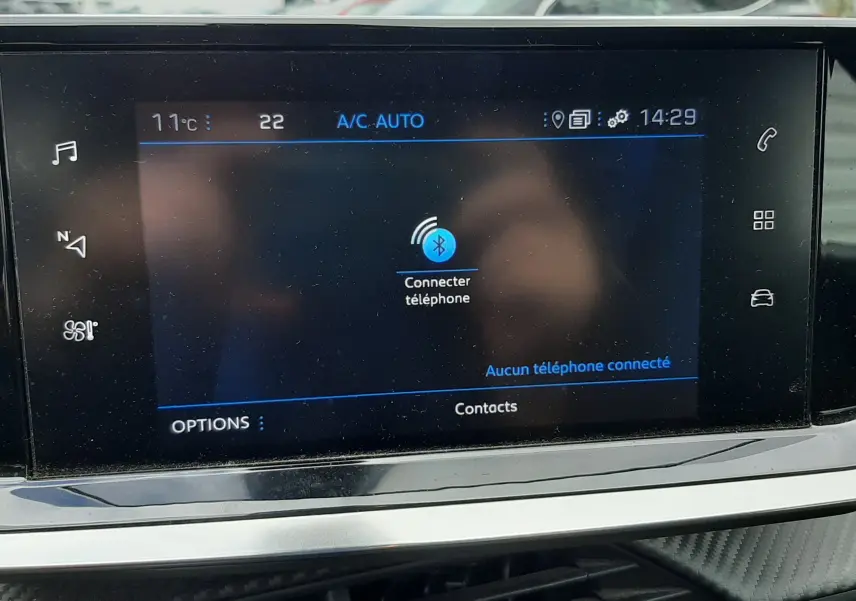 11°C 22 A/C AUTO 14:29
N
Connecter
téléphone
Aucun téléphone connecté
Contacts
OPTIONS